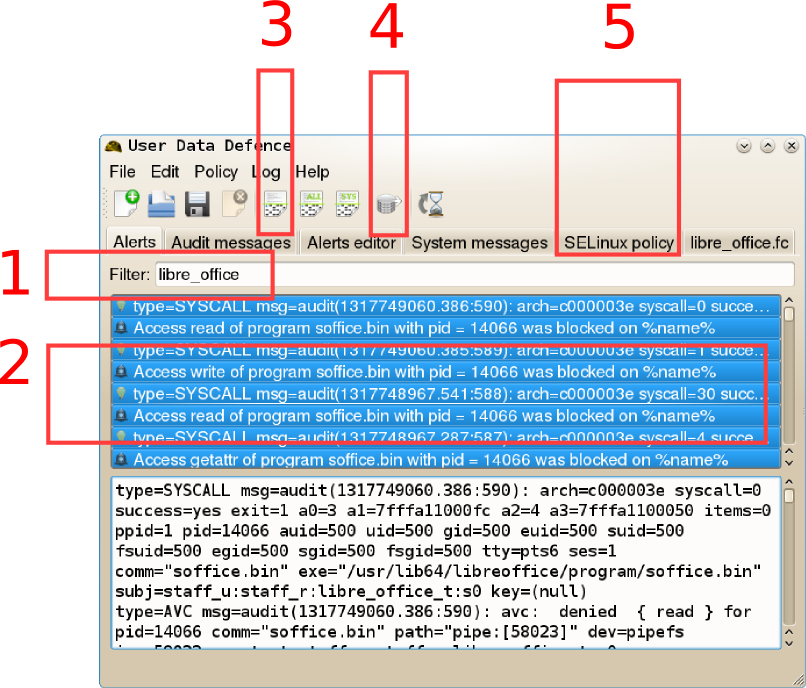 3 4 5
User Data Defence
File Edit Policy Log Help
ALL SYS
Alerts Audit messages Alerts editor System messages SELinux policy libre_office.fc
1
Filter: libre_office
type=SYSCALL msg=audit(1317749060.386:590): arch=c000003e syscall=0 succe...
Access read of program soffice.bin with pid = 14066 was blocked on %name%
2
type=SYSCALL msg=audit(1317749060.385:589): arch=c000003e syscall=1 succe...
Access write of program soffice.bin with pid = 14066 was blocked on %name%
type=SYSCALL msg=audit(1317748967.541:588): arch=c000003e syscall=30 succ...
Access read of program soffice.bin with pid = 14066 was blocked on %name%
type=SYSCALL msg=audit(1317748967.287:587): arch=c000003e syscall=4 succe...
Access getattr of program soffice.bin with pid = 14066 was blocked on %name%
type=SYSCALL msg=audit(1317749060.386:590): arch=c000003e syscall=0
success=yes exit=1 a0=3 a1=7fffa11000fc a2=4 a3=7fffa1100050 items=0
ppid=1 pid=14066 auid=500 uid=500 gid=500 euid=500 suid=500
fsuid=500 egid=500 sgid=500 fsgid=500 tty=pts6 ses=1
comm="soffice.bin" exe="/usr/lib64/libreoffice/program/soffice.bin"
subj=staff_u:staff_r:libre_office_t:s0 key=(null)
type=AVC msg=audit(1317749060.386:590): avc: denied { read } for
pid=14066 comm="soffice.bin" path="pipe:[58023]" dev=pipefs